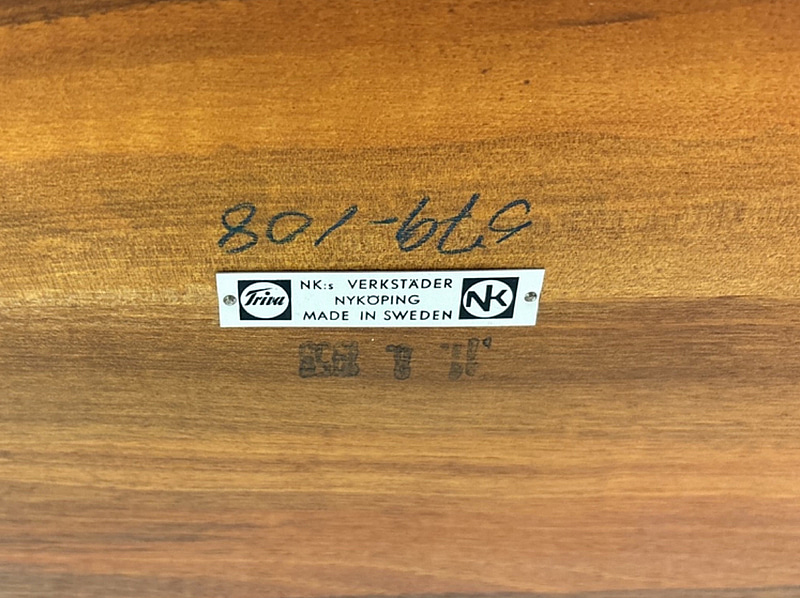 579-108
Triva
NK:s VERKSTÄDER
NYKÖPING
MADE IN SWEDEN
NK